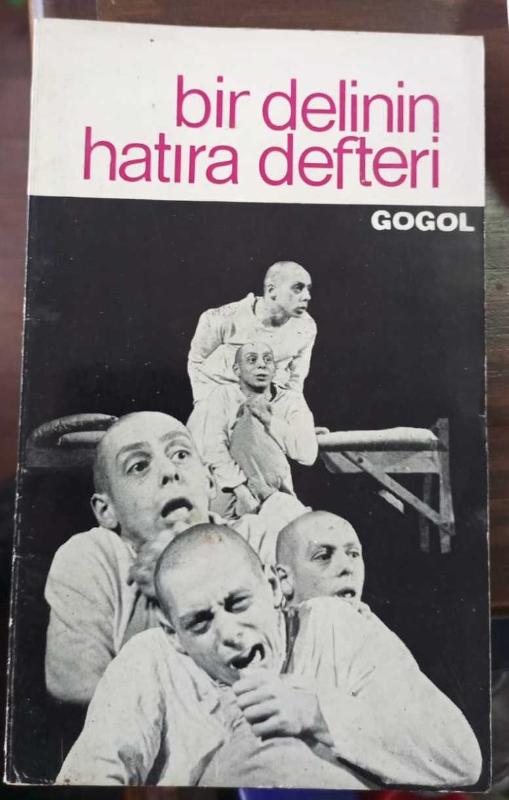 bir delinin
hatıra defteri
GOGOL